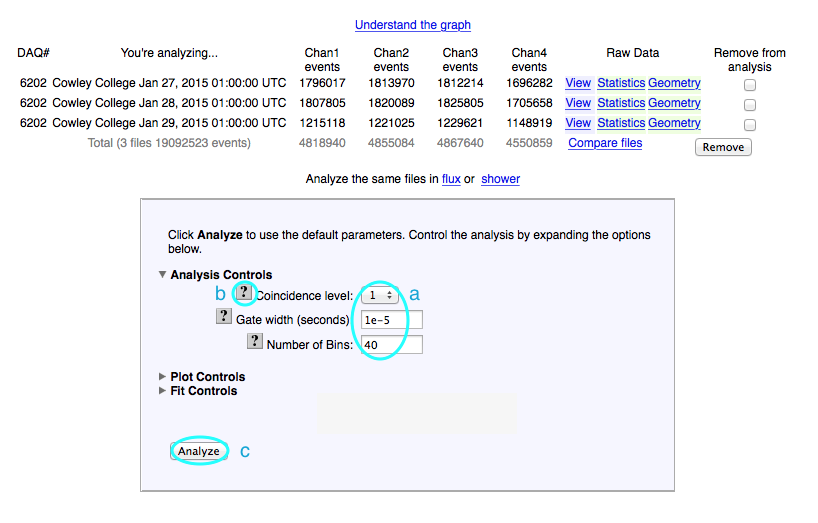 Understand the graph
DAQ# You're analyzing... Chan1 events Chan2 events Chan3 events Chan4 events Raw Data Remove from analysis
6202 Cowley College Jan 27, 2015 01:00:00 UTC 1796017 1813970 1812214 1696282 View Statistics Geometry
6202 Cowley College Jan 28, 2015 01:00:00 UTC 1807805 1820089 1825805 1705658 View Statistics Geometry
6202 Cowley College Jan 29, 2015 01:00:00 UTC 1215118 1221025 1229621 1148919 View Statistics Geometry
Total (3 files 19092523 events) 4818940 4855084 4867640 4550859 Compare files Remove
Analyze the same files in flux or shower
Click Analyze to use the default parameters. Control the analysis by expanding the options
below.
Analysis Controls
b ? Coincidence level: 1 a
? Gate width (seconds) 1e-5
? Number of Bins: 40
Plot Controls
Fit Controls
Analyze c